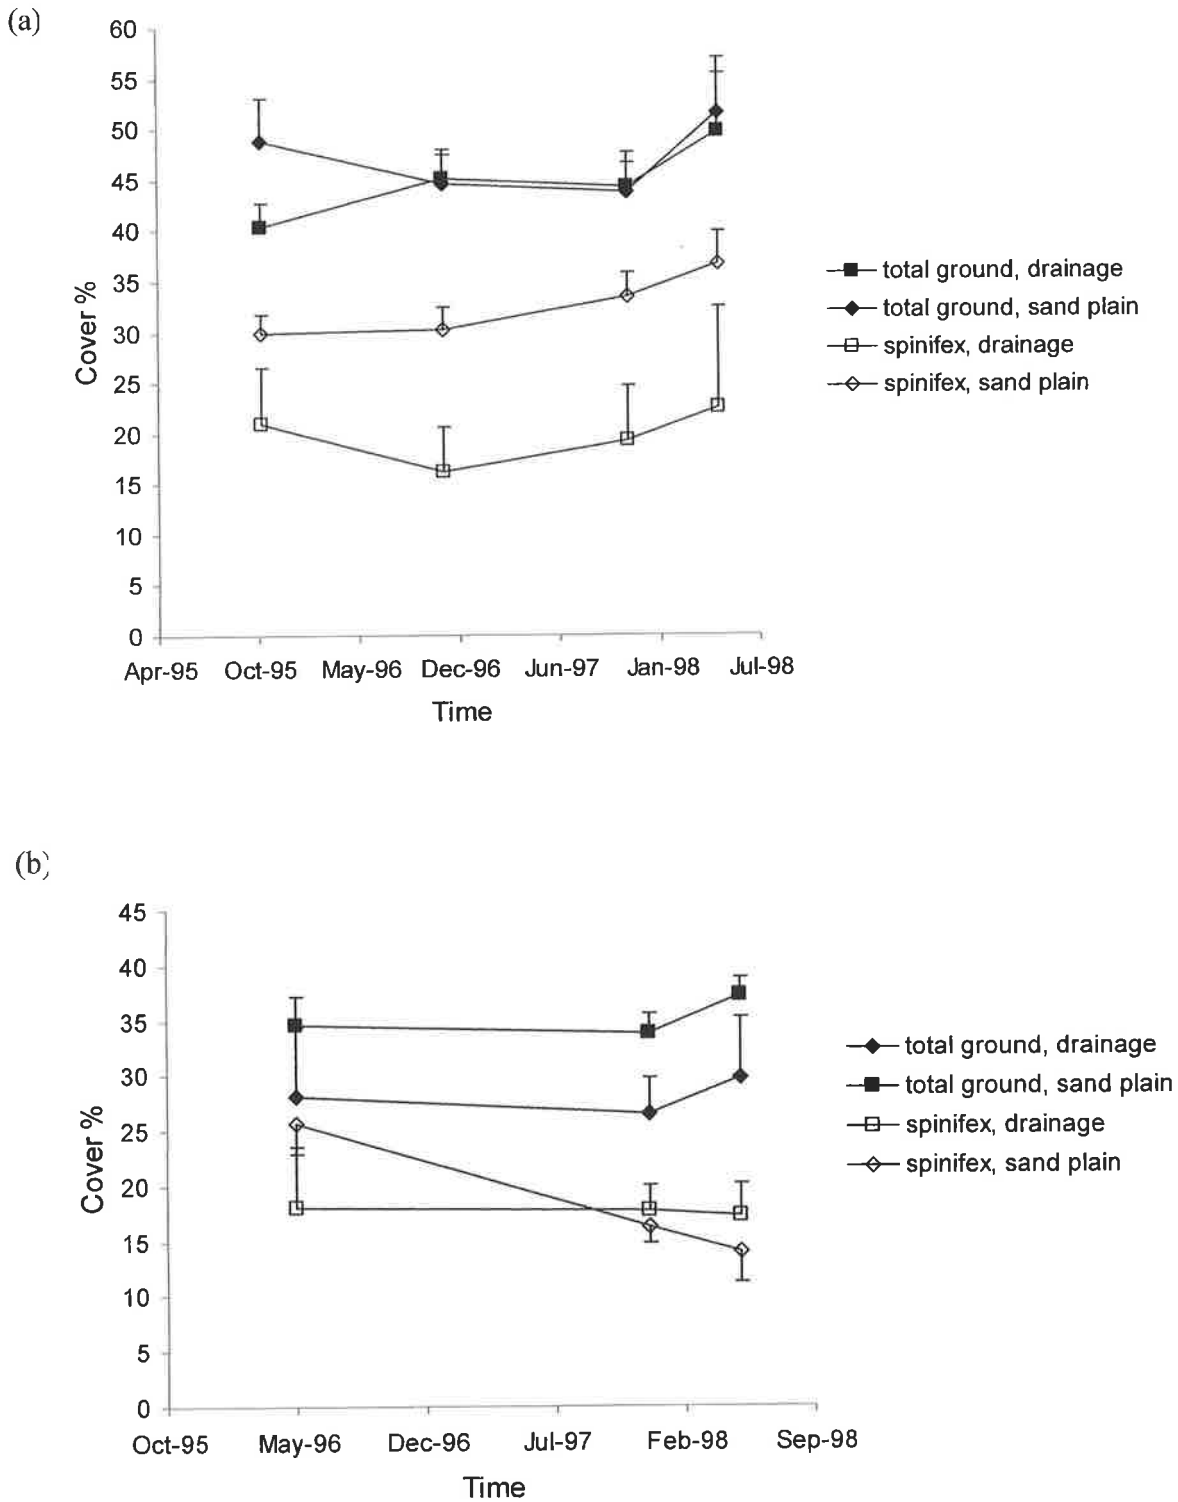 (a)
60
55
50
45
40
35
30
25
20
15
10
5
0
Cover %
Apr-95 Oct-95 May-96 Dec-96 Jun-97 Jan-98 Jul-98
Time
total ground, drainage
total ground, sand plain
spinifex, drainage
spinifex, sand plain
(b)
45
40
35
30
25
20
15
10
5
0
Cover %
Oct-95 May-96 Dec-96 Jul-97 Feb-98 Sep-98
Time
total ground, drainage
total ground, sand plain
spinifex, drainage
spinifex, sand plain